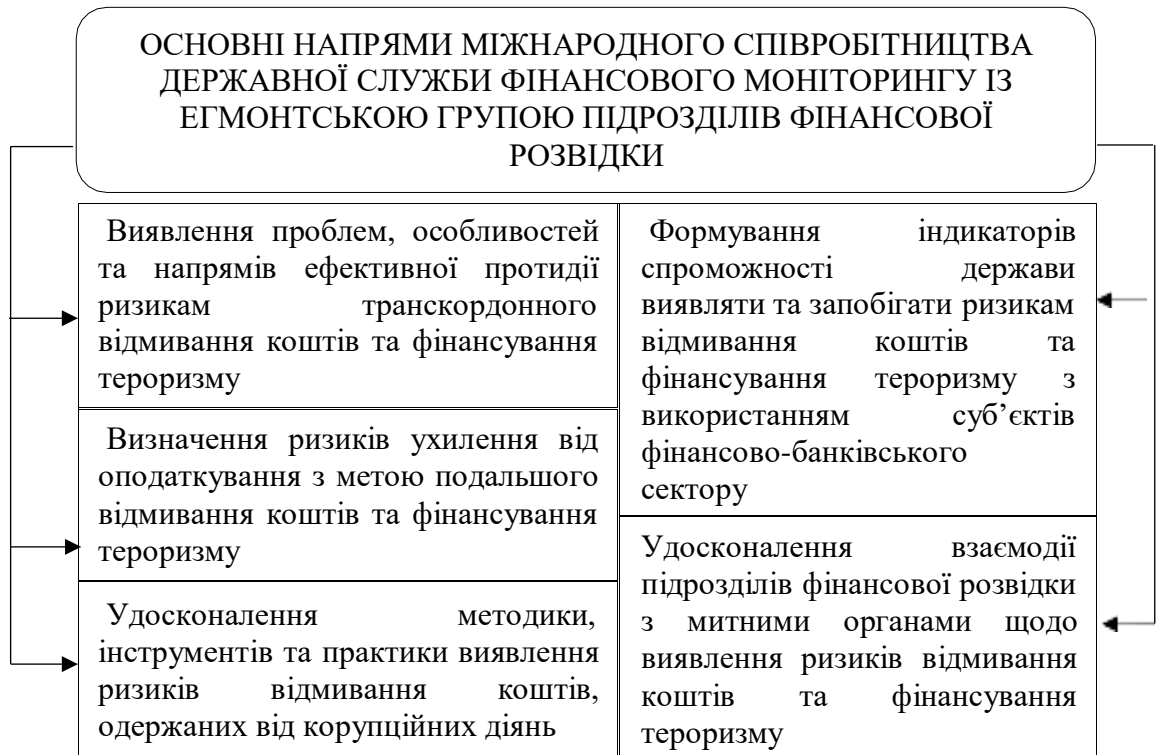 ОСНОВНІ НАПРЯМИ МІЖНАРОДНОГО СПІВРОБІТНИЦТВА
ДЕРЖАВНОЇ СЛУЖБИ ФІНАНСОВОГО МОНІТОРИНГУ ІЗ
ЕГМОНТСЬКОЮ ГРУПОЮ ПІДРОЗДІЛІВ ФІНАНСОВОЇ
РОЗВІДКИ
Виявлення проблем, особливостей
та напрямів ефективної протидії
ризикам транскордонного
відмивання коштів та фінансування
тероризму
Визначення ризиків ухилення від
оподаткування з метою подальшого
відмивання коштів та фінансування
тероризму
Удосконалення методики,
інструментів та практики виявлення
ризиків відмивання коштів,
одержаних від корупційних діянь
Формування індикаторів
спроможності держави
виявляти та запобігати ризикам
відмивання коштів та
фінансування тероризму з
використанням суб’єктів
фінансово-банківського
сектору
Удосконалення взаємодії
підрозділів фінансової розвідки
з митними органами щодо
виявлення ризиків відмивання
коштів та фінансування
тероризму